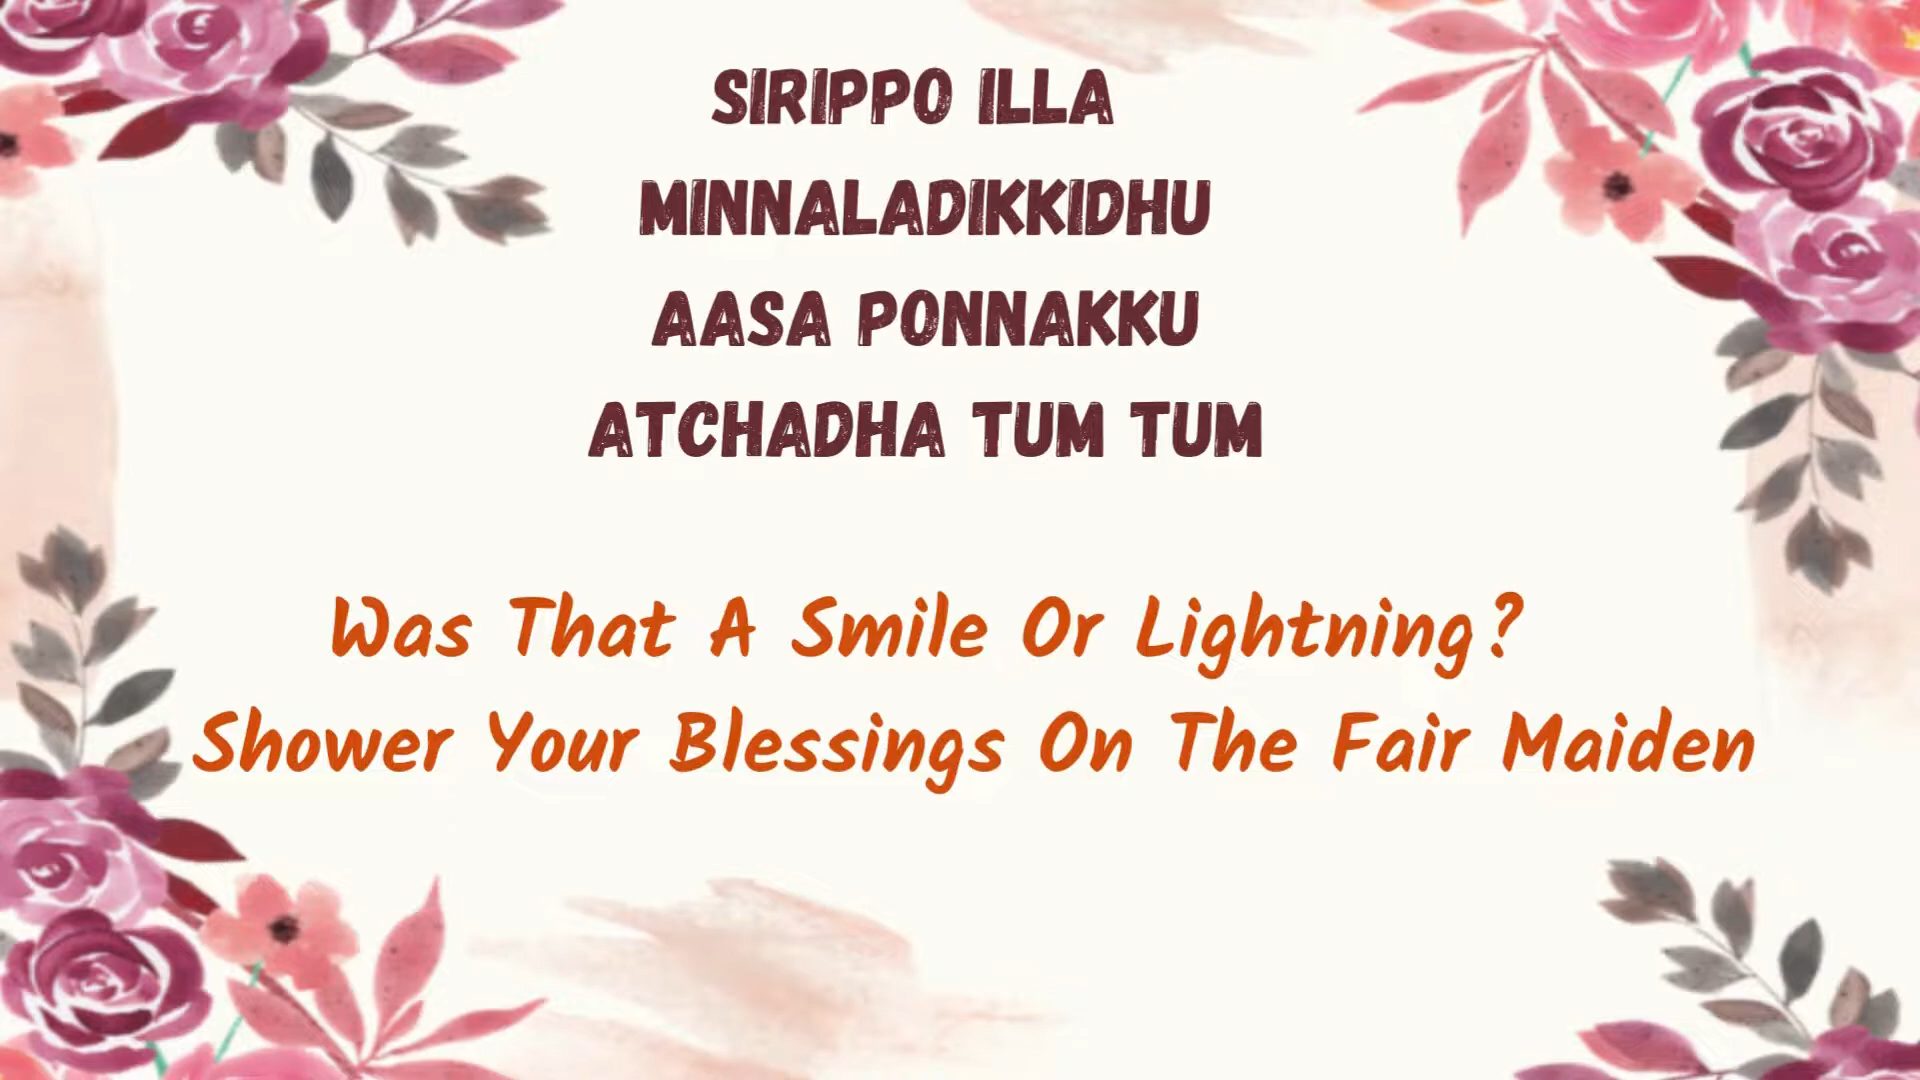 SIRIPPO ILLA
MINNALADIKKIDHU
AASA PONNAKKU
ATCHADHA TUM TUM
Was That A Smile Or Lightning?
Shower Your Blessings On The Fair Maiden